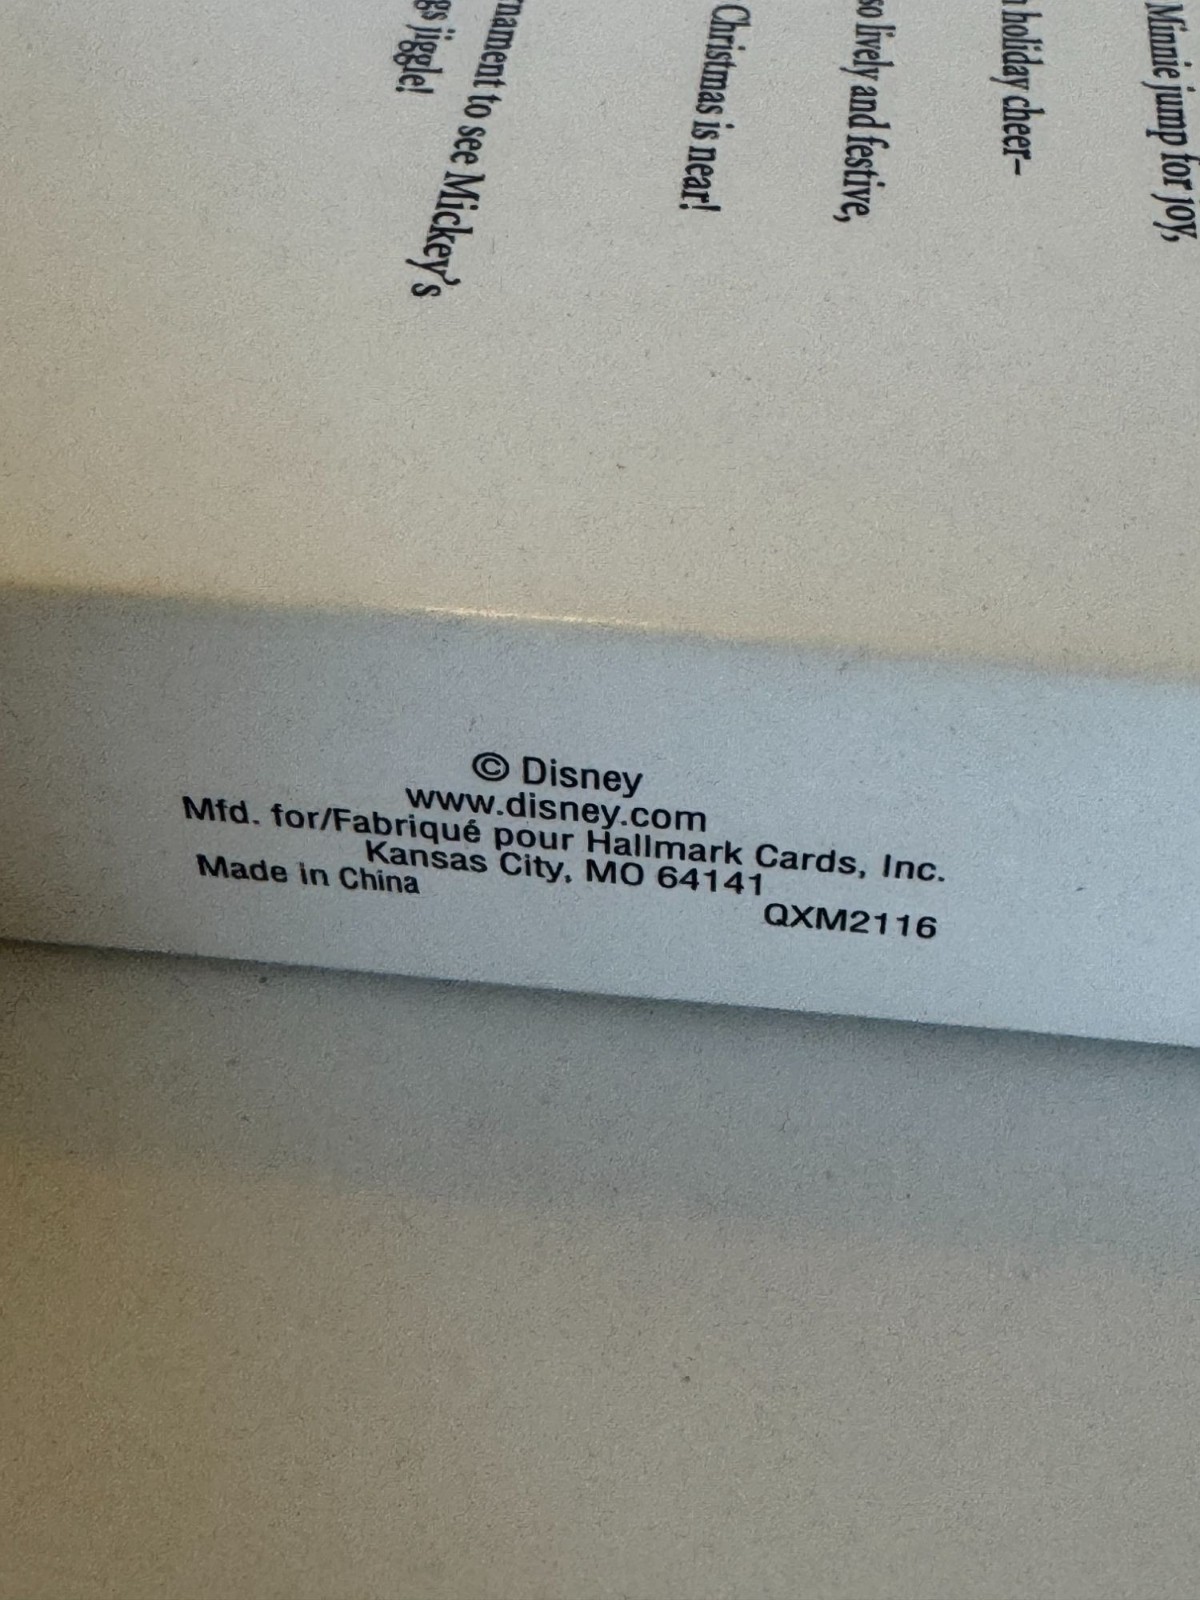 Minnie jump for joy,
holiday cheer–
so lively and festive,
Christmas is near!
rnament to see Mickey's
gs jiggle!
© Disney
www.disney.com
Mfd. for/Fabriqué pour Hallmark Cards, Inc.
Kansas City, MO 64141
Made in China
QXM2116